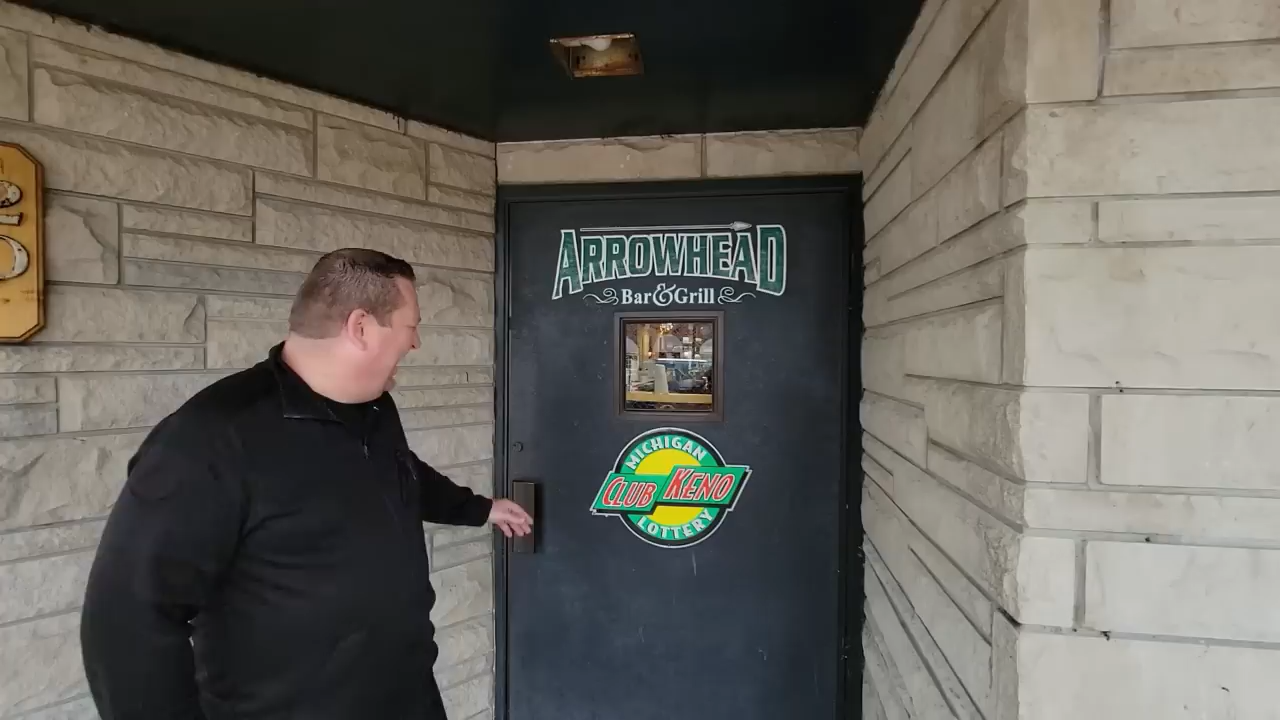 ARROWHEAD
Bar & Grill
MICHIGAN
CLUB KENO
LOTTERY